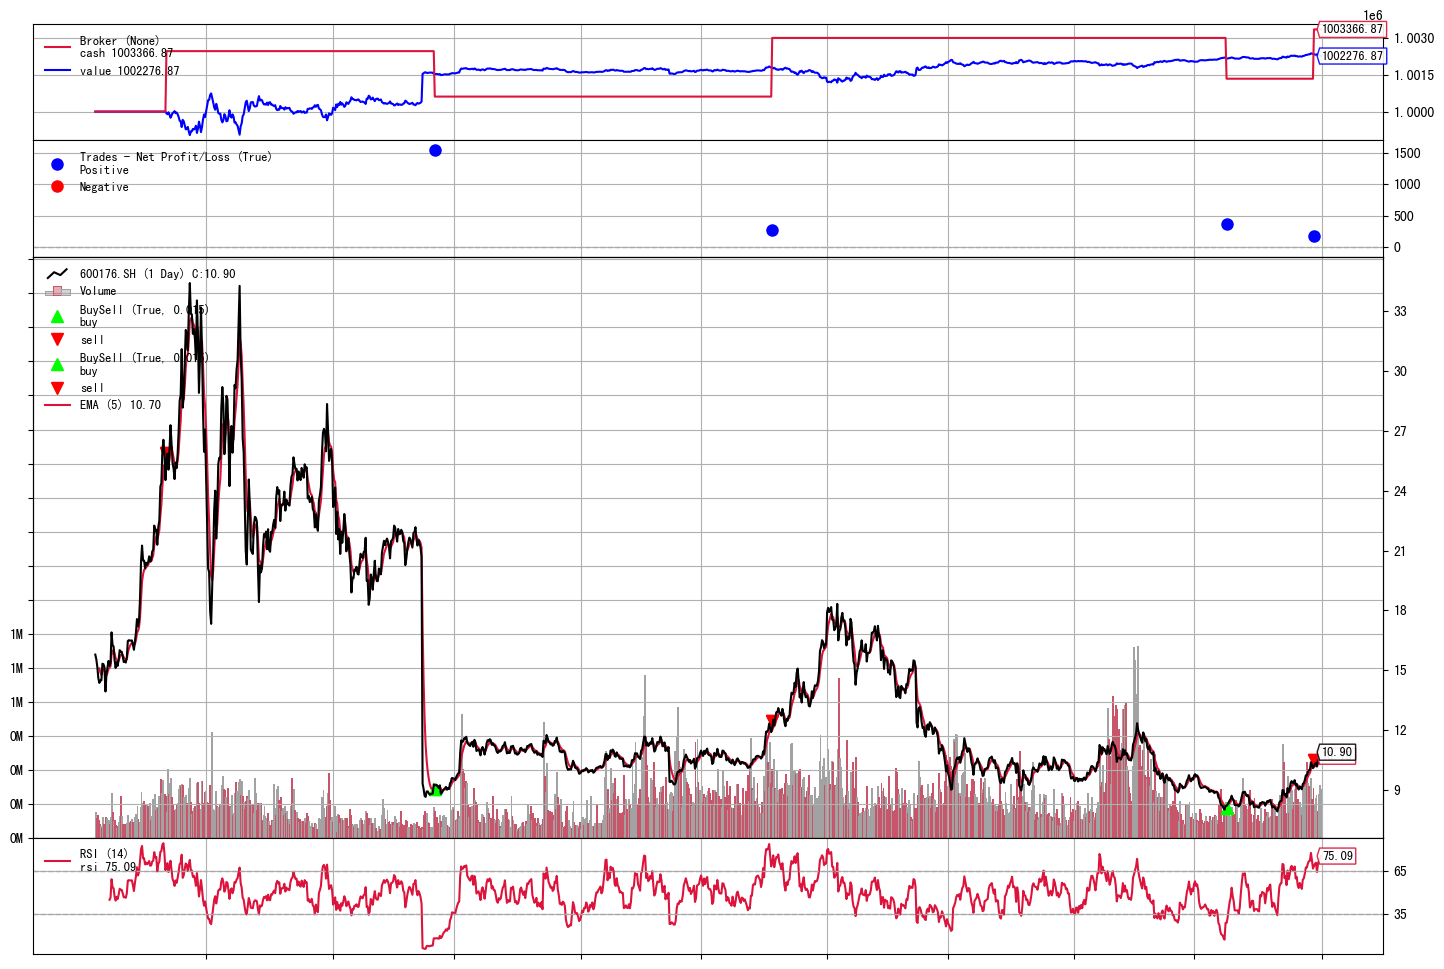 1e6
Broker (None)
cash 1003366.87
value 1002276.87
1003366.87
1002276.87
1.0030
1.0015
1.0000
Trades - Net Profit/Loss (True)
Positive
Negative
1500
1000
500
0
600176.SH (1 Day) C:10.90
Volume
BuySell (True, 0.015)
buy
sell
BuySell (True, 0.015)
buy
sell
EMA (5) 10.70
33
30
27
24
21
18
15
12
9
10.90
1M
1M
1M
0M
0M
0M
0M
RSI (14)
rsi 75.09
75.09
65
35